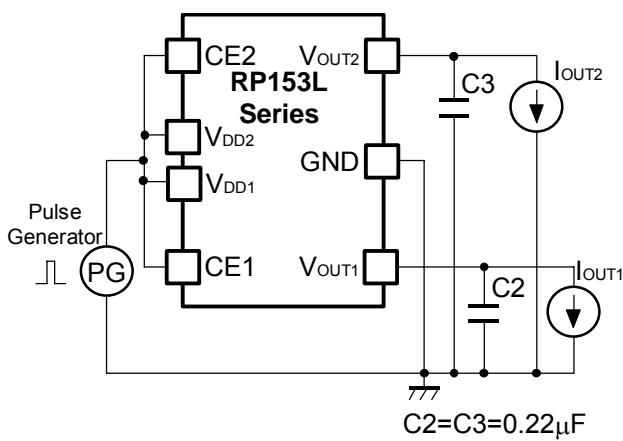 CE2
VOUT2
RP153L
Series
C3
IOUT2
VDD2
GND
VDD1
Pulse
Generator
PG
CE1
VOUT1
C2
IOUT1
C2=C3=0.22μF